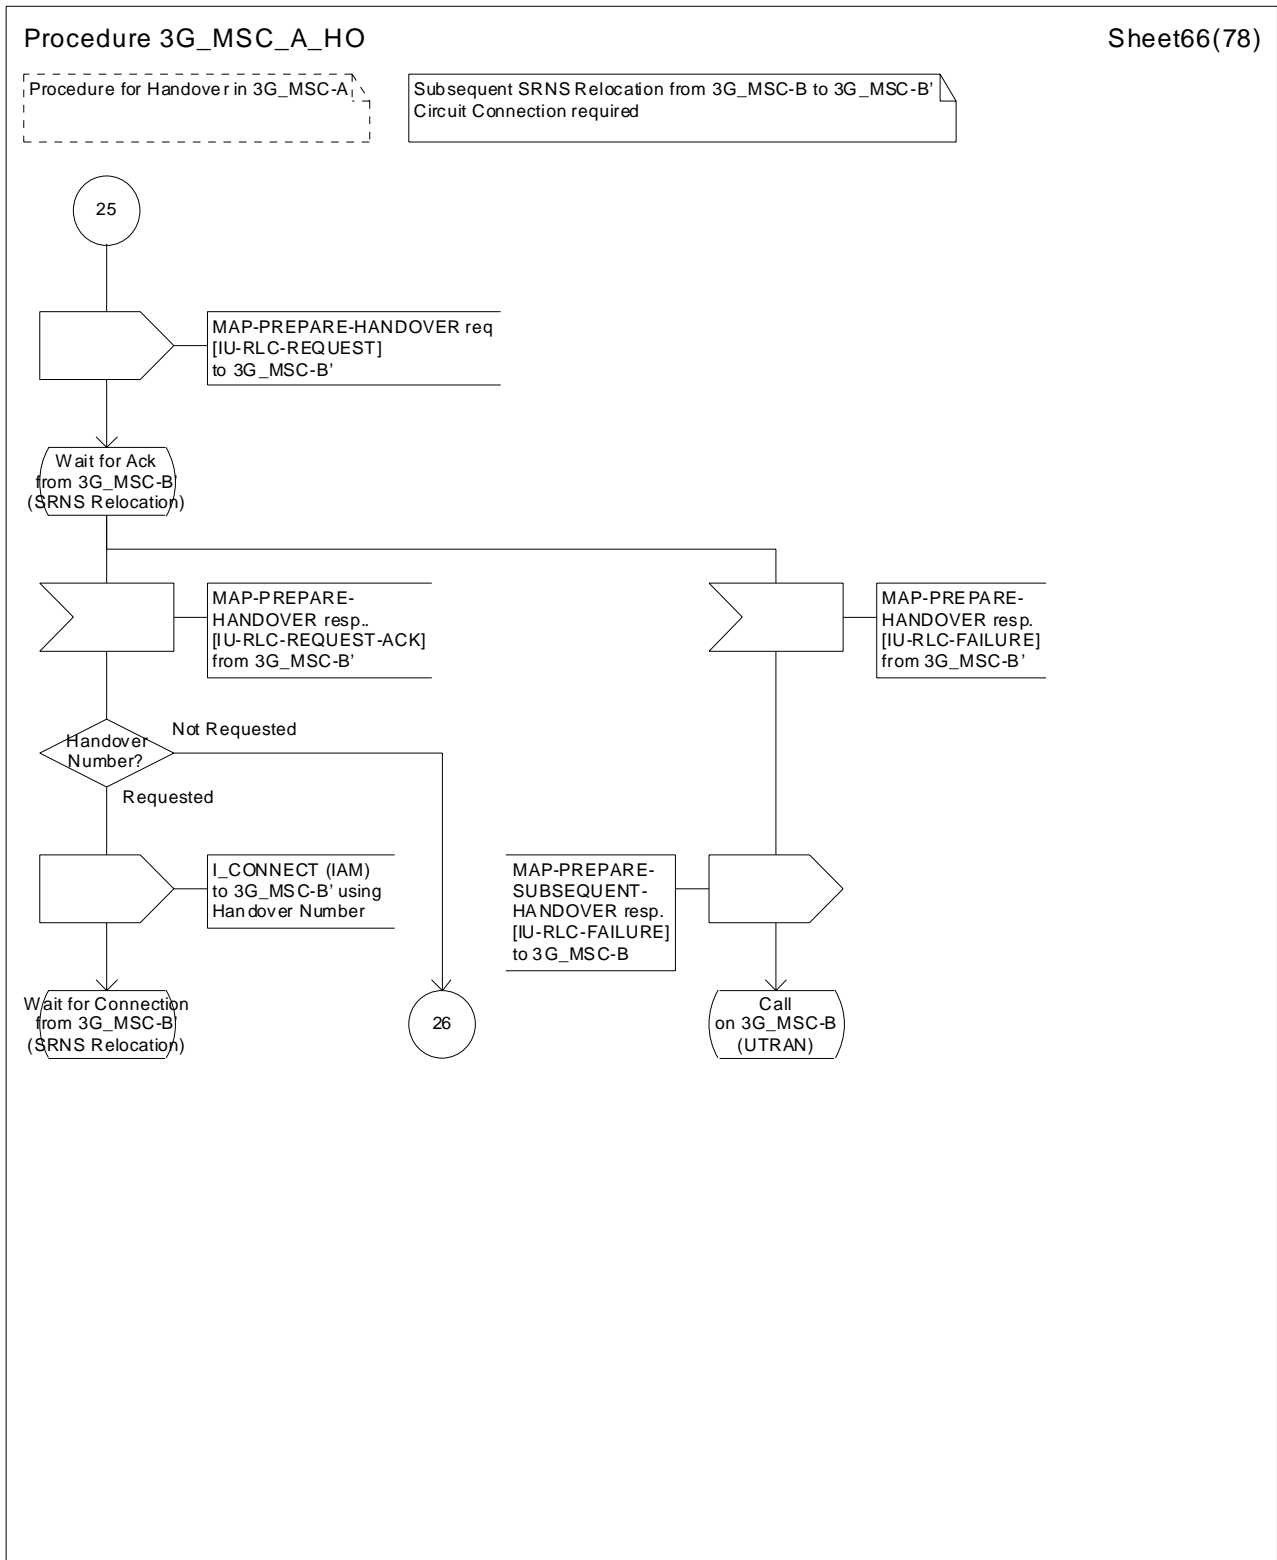 Procedure 3G_MSC_A_HO
Sheet66(78)
Procedure for Handover in 3G_MSC-A
Subsequent SRNS Relocation from 3G_MSC-B to 3G_MSC-B'
Circuit Connection required
25
MAP-PREPARE-HANDOVER req
[IU-RLC-REQUEST]
to 3G_MSC-B'
Wait for Ack
from 3G_MSC-B'
(SRNS Relocation)
MAP-PREPARE-
HANDOVER resp..
[IU-RLC-REQUEST-ACK]
from 3G_MSC-B'
MAP-PREPARE-
HANDOVER resp.
[IU-RLC-FAILURE]
from 3G_MSC-B'
Handover
Number?
Not Requested
Requested
I_CONNECT (IAM)
to 3G_MSC-B' using
Handover Number
MAP-PREPARE-
SUBSEQUENT-
HANDOVER resp.
[IU-RLC-FAILURE]
to 3G_MSC-B
Wait for Connection
from 3G_MSC-B'
(SRNS Relocation)
26
Call
on 3G_MSC-B
(UTRAN)